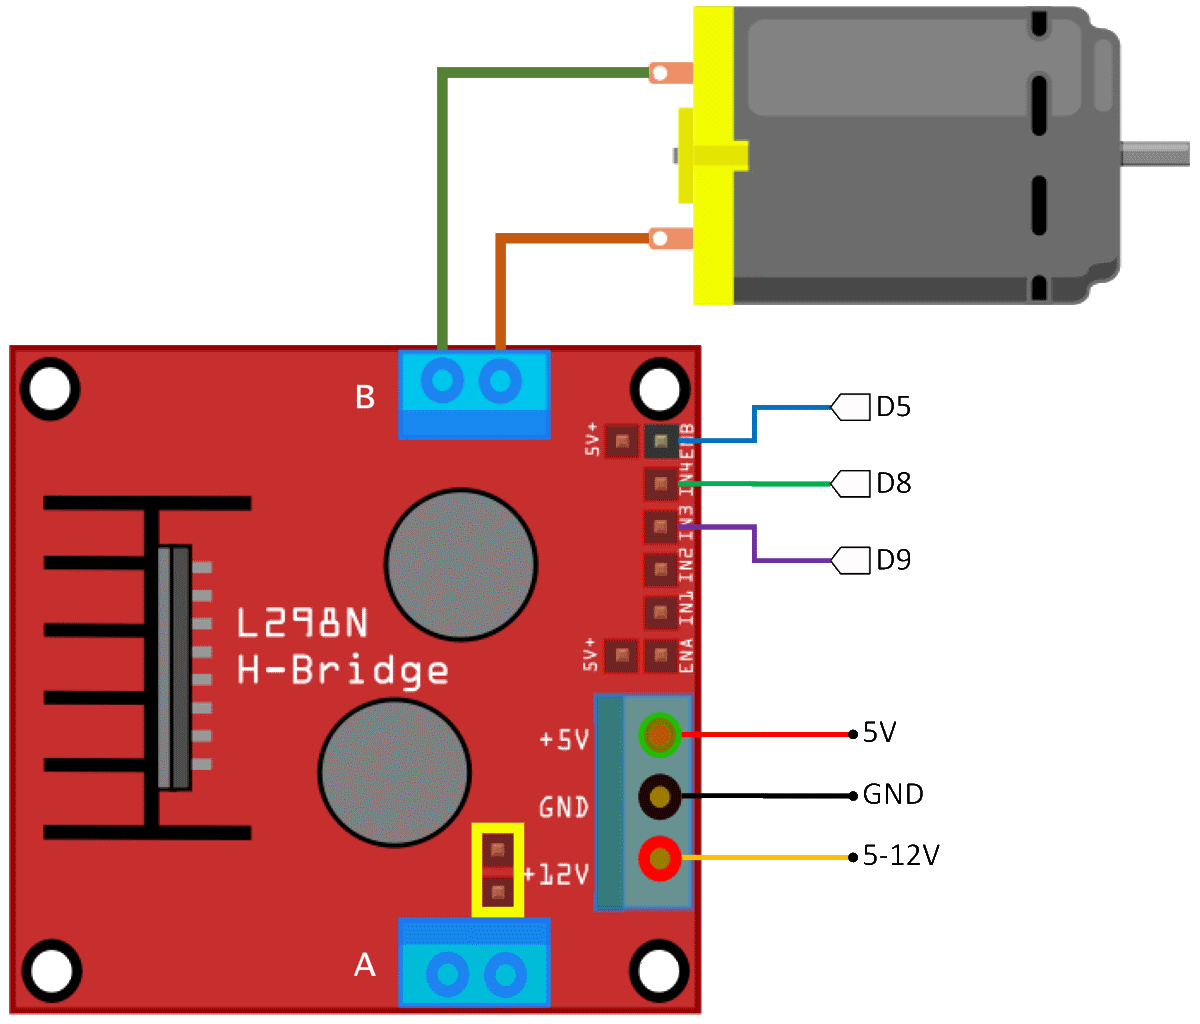 B
5V+
ENB
D5
IN4
D8
IN3
D9
IN2
IN1
L298N
H-Bridge
5V+
ENA
+5V
5V
GND
GND
+12V
5-12V
A